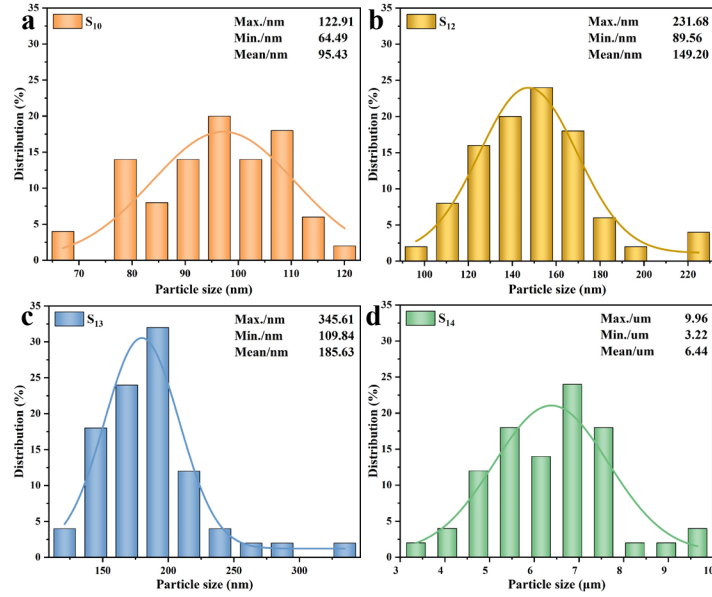 a
S10
Max./nm 122.91
Min./nm 64.49
Mean/nm 95.43
Distribution (%)
35
30
25
20
15
10
5
0
70 80 90 100 110 120
Particle size (nm)
b
S12
Max./nm 231.68
Min./nm 89.56
Mean/nm 149.20
Distribution (%)
35
30
25
20
15
10
5
0
100 120 140 160 180 200 220
Particle size (nm)
c
S13
Max./nm 345.61
Min./nm 109.84
Mean/nm 185.63
Distribution (%)
35
30
25
20
15
10
5
0
150 200 250 300
Particle size (nm)
d
S14
Max./um 9.96
Min./um 3.22
Mean/um 6.44
Distribution (%)
35
30
25
20
15
10
5
0
3 4 5 6 7 8 9 10
Particle size (μm)